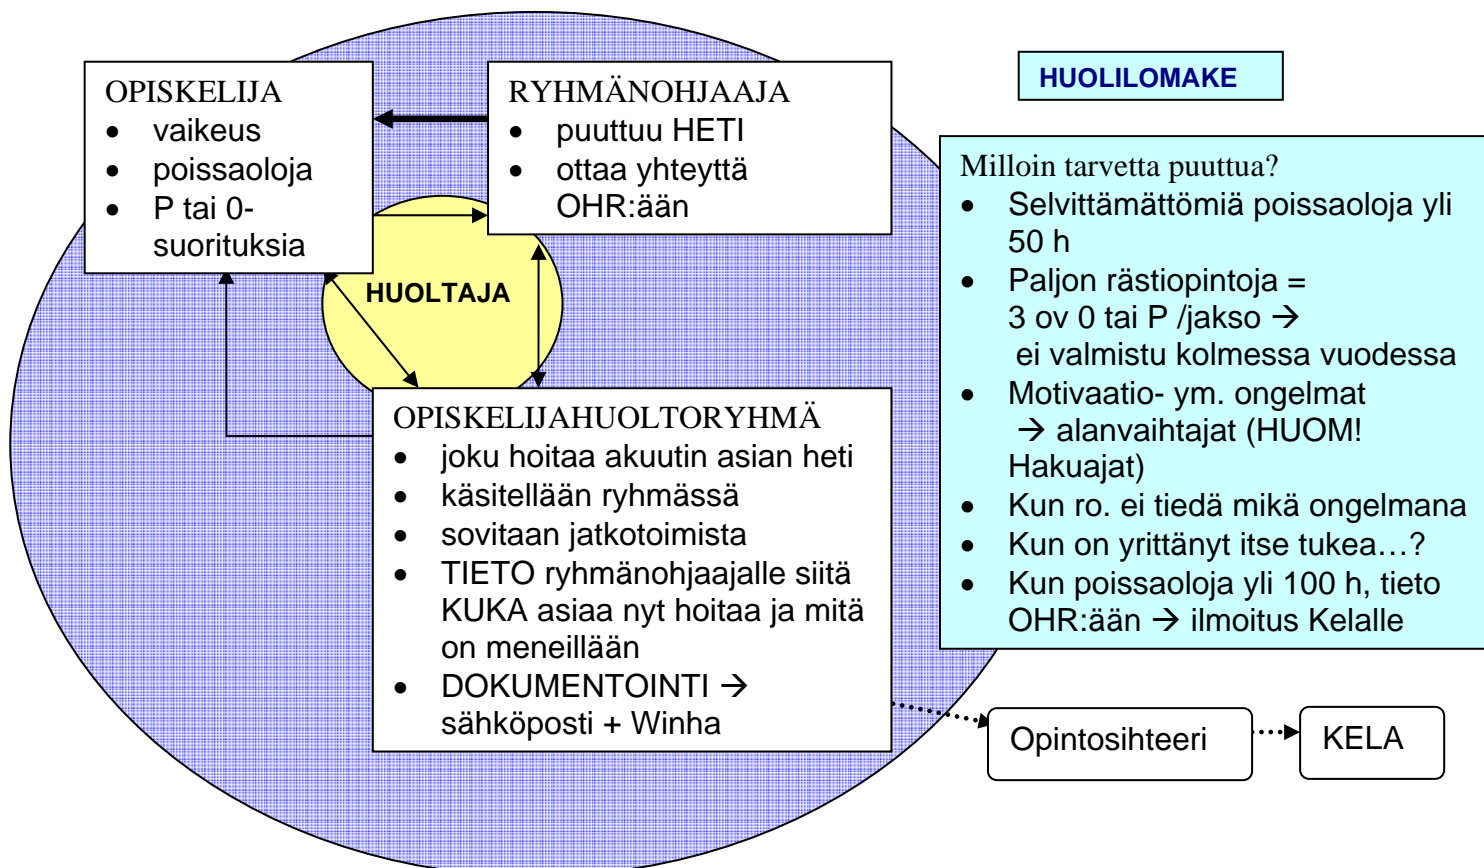 OPISKELIJA
• vaikeus
• poissaoloja
• P tai 0-
suorituksia
RYHMÄNOHJAAJA
• puuttuu HETI
• ottaa yhteyttä
OHR:ään
HUOLTAJA
OPISKELIJAHUOLTORYHMÄ
• joku hoitaa akuutin asian heti
• käsitellään ryhmässä
• sovitaan jatkotoimista
• TIETO ryhmänohjaajalle siitä
KUKA asiaa nyt hoitaa ja mitä
on meneillään
• DOKUMENTOINTI →
sähköposti + Winha
HUOLILOMAKE
Milloin tarvetta puuttua?
• Selvittämättömiä poissaoloja yli
50 h
• Paljon rästiopintoja =
3 ov 0 tai P /jakso →
ei valmistu kolmessa vuodessa
• Motivaatio- ym. ongelmat
→ alanvaihtajat (HUOM!
Hakuajat)
• Kun ro. ei tiedä mikä ongelmana
• Kun on yrittänyt itse tukea…?
• Kun poissaoloja yli 100 h, tieto
OHR:ään → ilmoitus Kelalle
Opintosihteeri
KELA